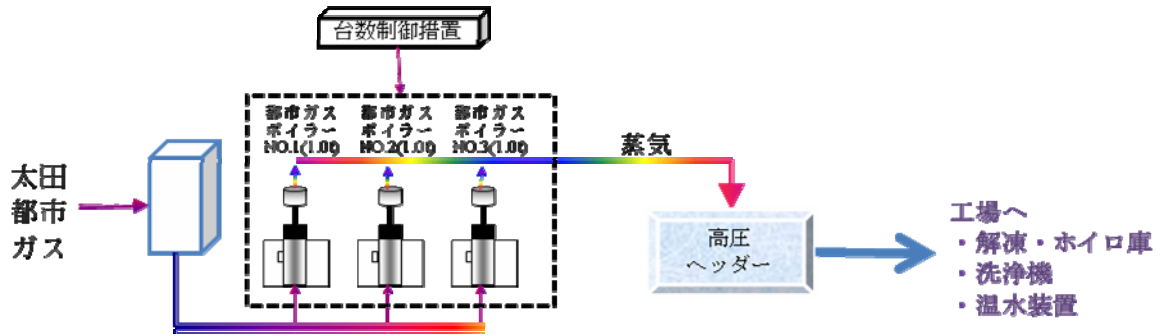 台数制御措置
都市ガス
ボイラー
NO.1(1.0t)
都市ガス
ボイラー
NO.2(1.0t)
都市ガス
ボイラー
NO.3(1.0t)
蒸気
太田
都市
ガス
高圧
ヘッダー
工場へ
・解凍・ホイロ庫
・洗浄機
・温水装置